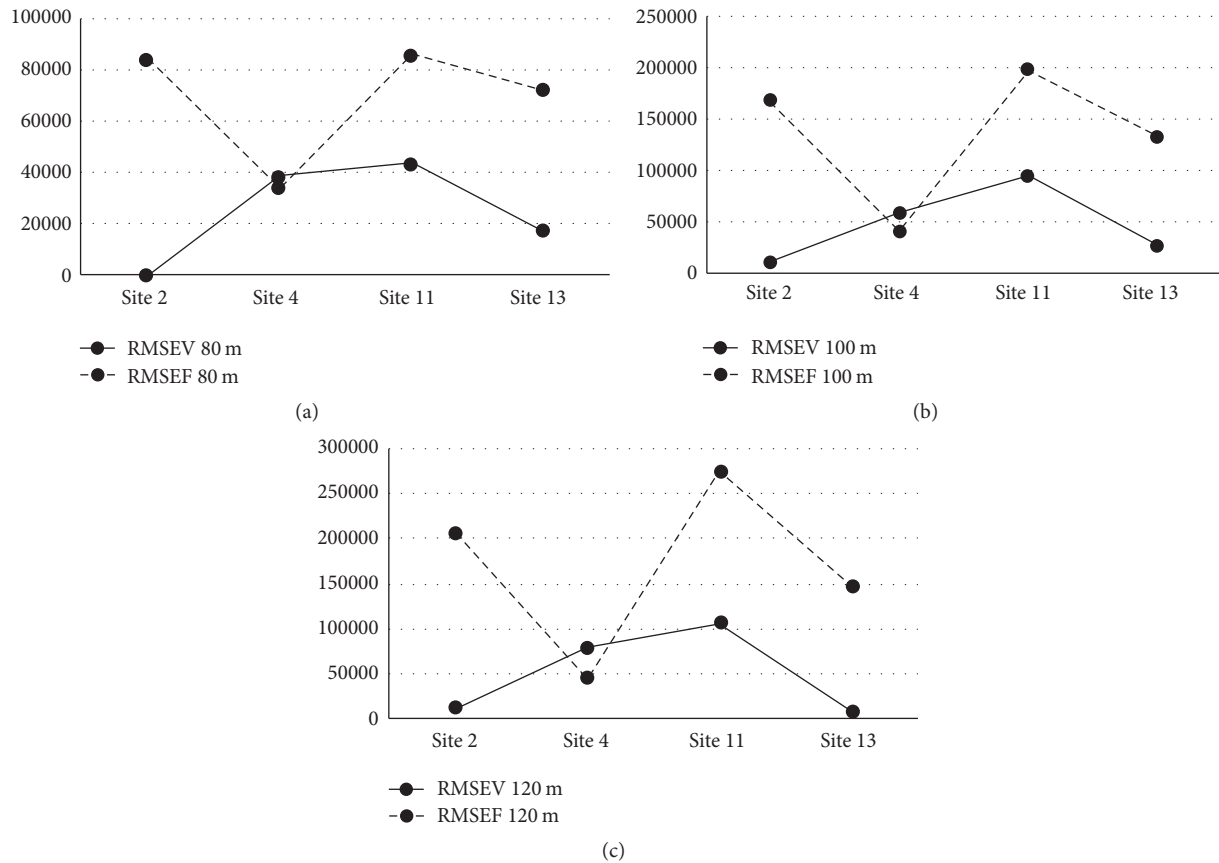 100000
80000
60000
40000
20000
0
Site 2 Site 4 Site 11 Site 13
RMSEV 80 m
RMSEF 80 m
(a)
250000
200000
150000
100000
50000
0
Site 2 Site 4 Site 11 Site 13
RMSEV 100 m
RMSEF 100 m
(b)
300000
250000
200000
150000
100000
50000
0
Site 2 Site 4 Site 11 Site 13
RMSEV 120 m
RMSEF 120 m
(c)